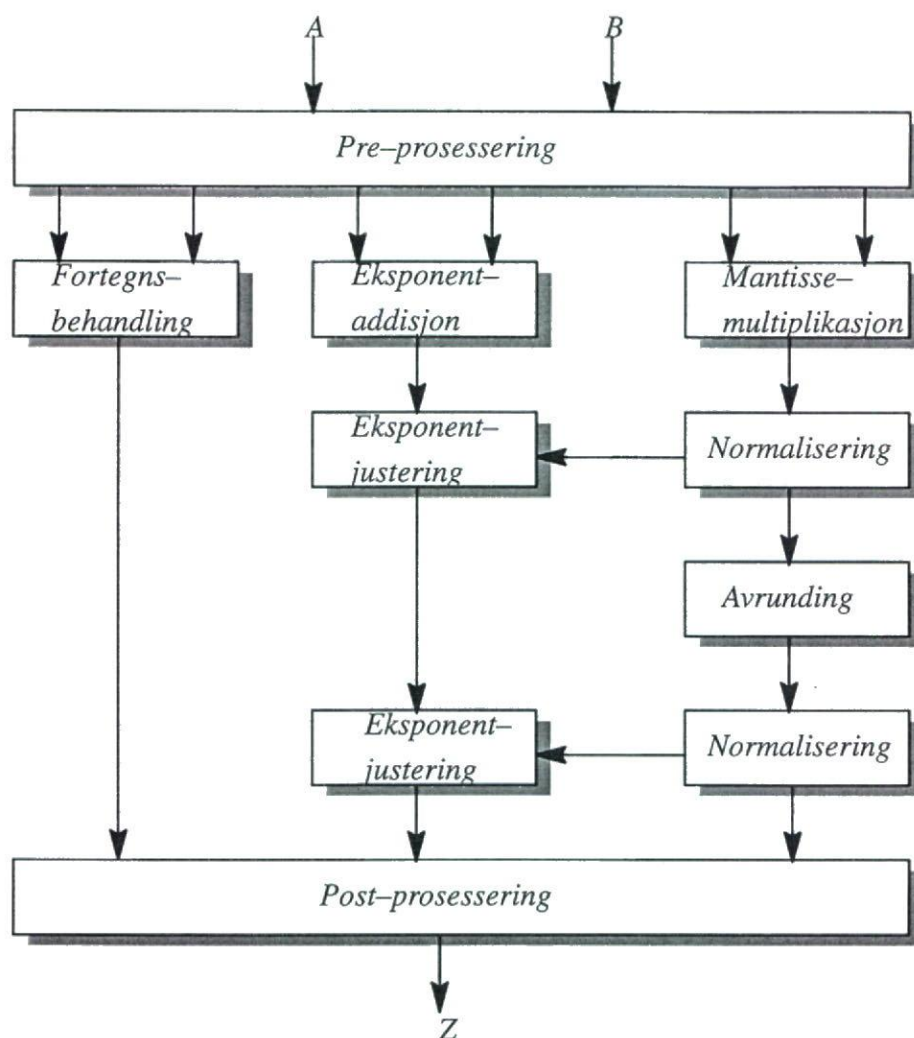 A
B
Pre–prosessering
Fortegns–
behandling
Eksponent–
addisjon
Mantisse–
multiplikasjon
Eksponent–
justering
Normalisering
Avrunding
Eksponent–
justering
Normalisering
Post–prosessering
Z